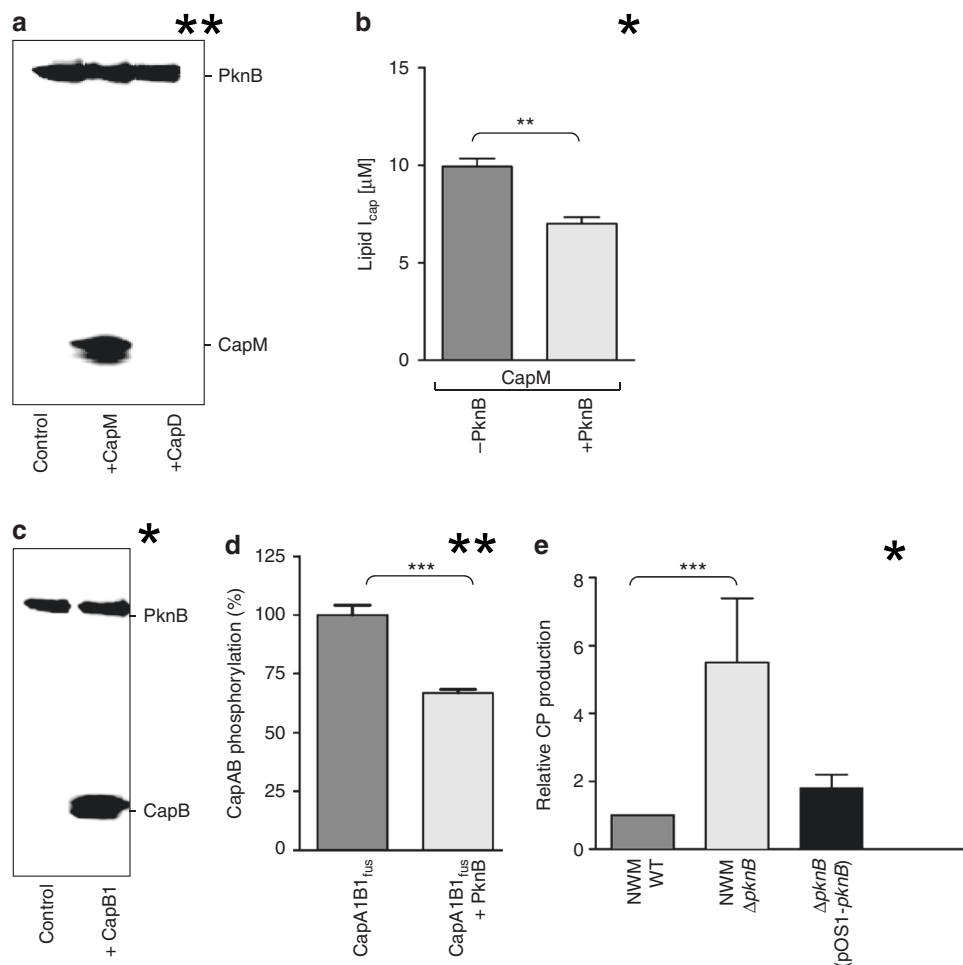 a
**
PknB
CapM
Control
+CapM
+CapD
b
*
15
10
5
0
Lipid Icap [µM]
**
CapM
–PknB
+PknB
c
*
PknB
CapB
Control
+ CapB1
d
**
125
100
75
50
25
0
CapAB phosphorylation (%)
***
CapA1B1fus
CapA1B1fus
+ PknB
e
*
8
6
4
2
0
Relative CP production
***
NWM
WT
NWM
ΔpknB
ΔpknB
(pOS1-pknB)